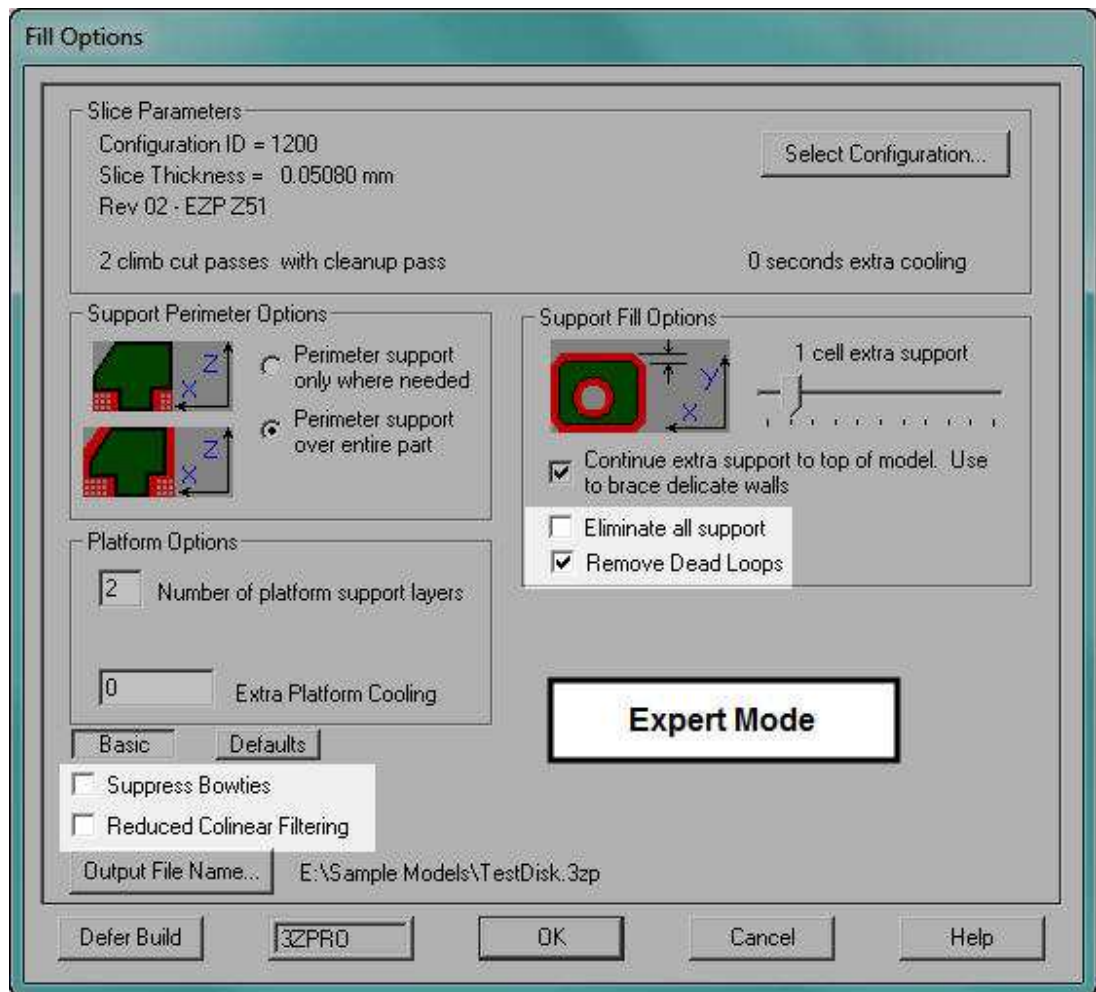 Fill Options
Slice Parameters
Configuration ID = 1200
Select Configuration...
Slice Thickness = 0.05080 mm
Rev 02 - EZP Z51
2 climb cut passes with cleanup pass
0 seconds extra cooling
Support Perimeter Options
Z
X
Perimeter support
only where needed
Z
X
Perimeter support
over entire part
Support Fill Options
Y
X
1 cell extra support
Continue extra support to top of model. Use
to brace delicate walls
Eliminate all support
Remove Dead Loops
Platform Options
2
Number of platform support layers
0
Extra Platform Cooling
Expert Mode
Basic
Defaults
Suppress Bowties
Reduced Colinear Filtering
Output File Name...
E:\Sample Models\TestDisk.3zp
Defer Build
3ZPRO
OK
Cancel
Help